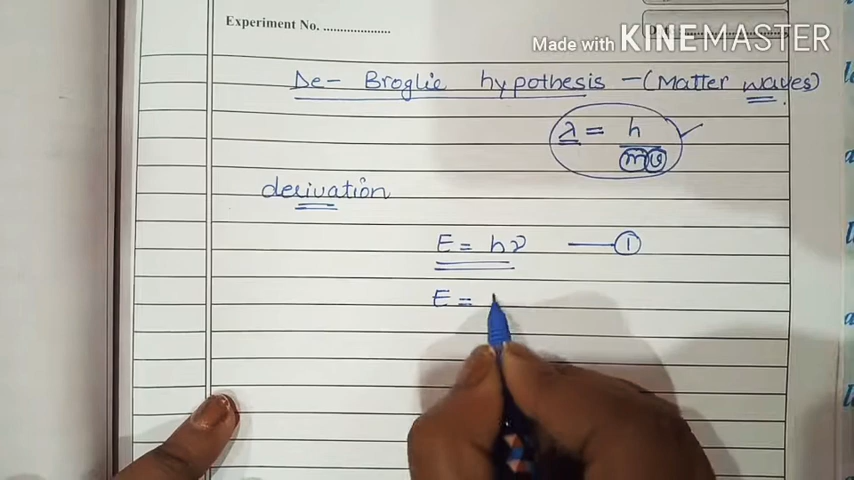 Made with KINEMASTER
Experiment No. ....................
De- Broglie hypothesis - (Matter waves)
λ = h / mv
derivation
E = hν — 1
E =